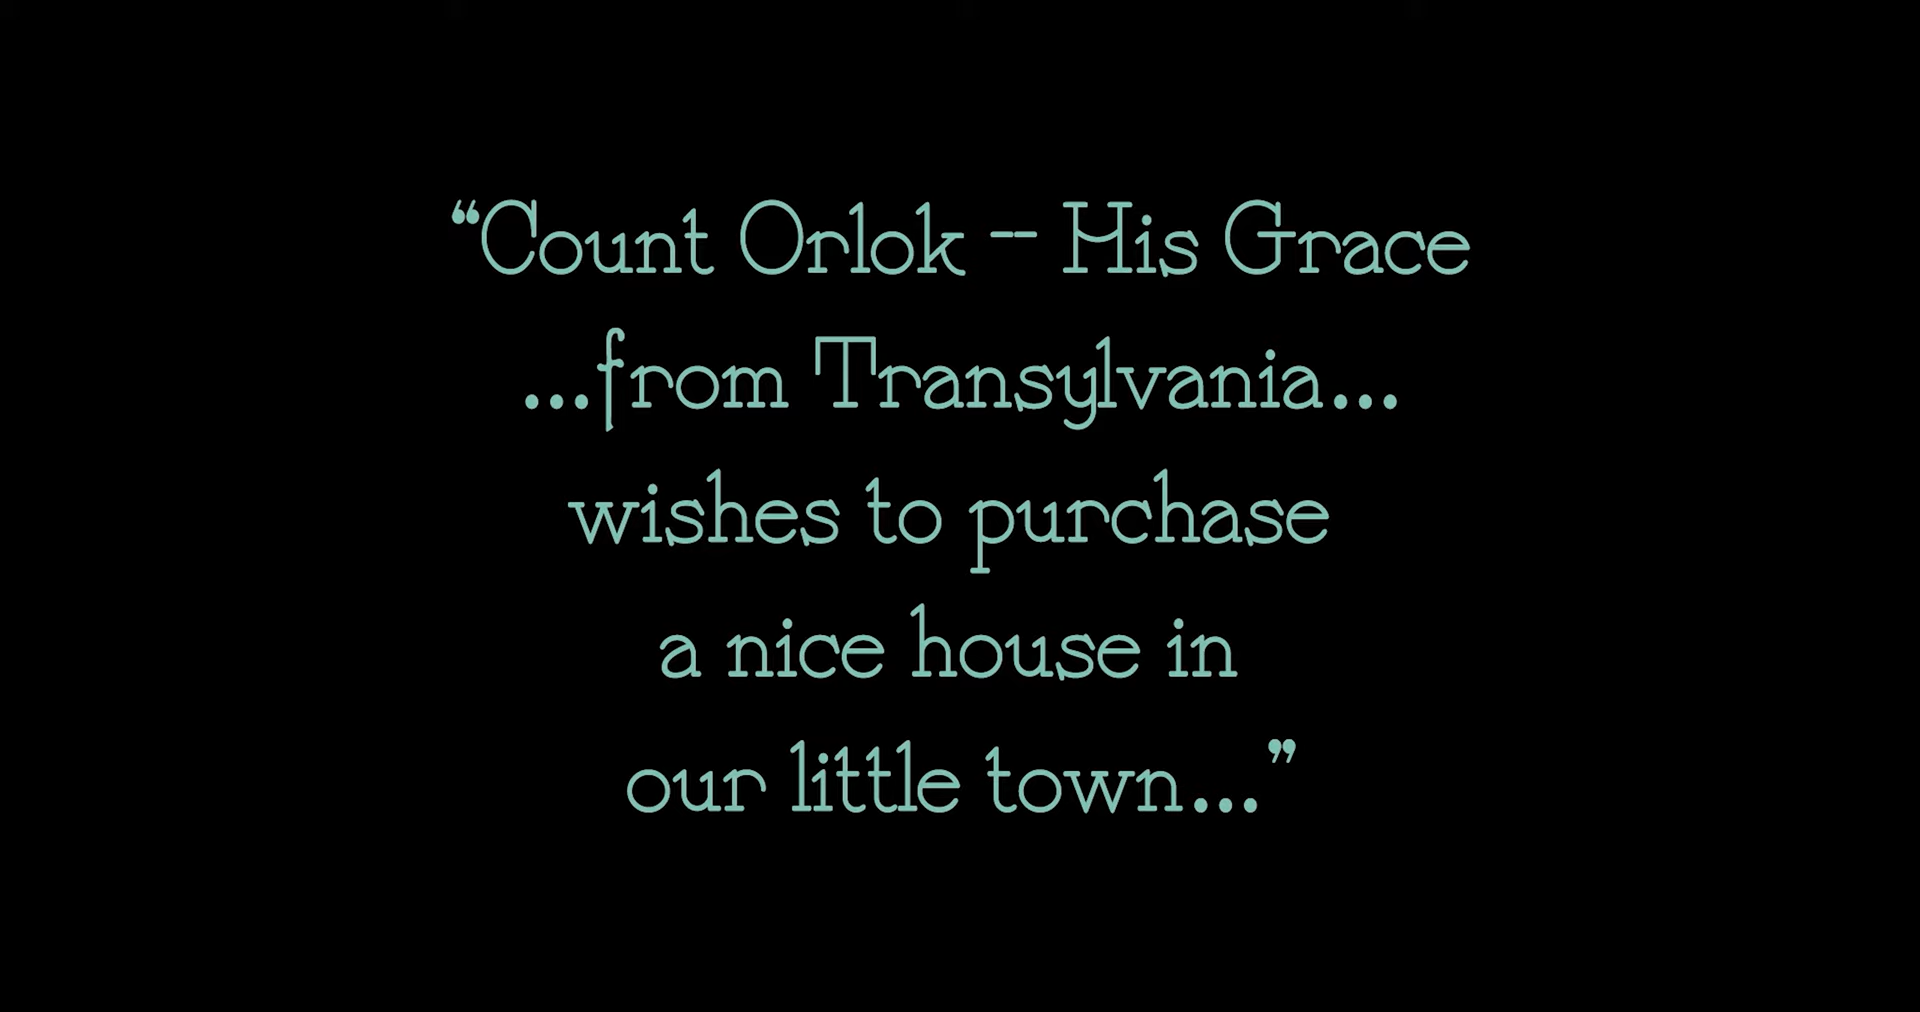 “Count Orlok -- His Grace
...from Transylvania...
wishes to purchase
a nice house in
our little town...”